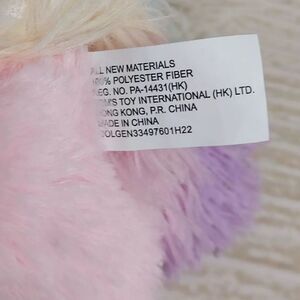 ALL NEW MATERIALS
100% POLYESTER FIBER
REG. NO. PA-14431(HK)
TOY INTERNATIONAL (HK) LTD.
HONG KONG, P.R. CHINA
MADE IN CHINA